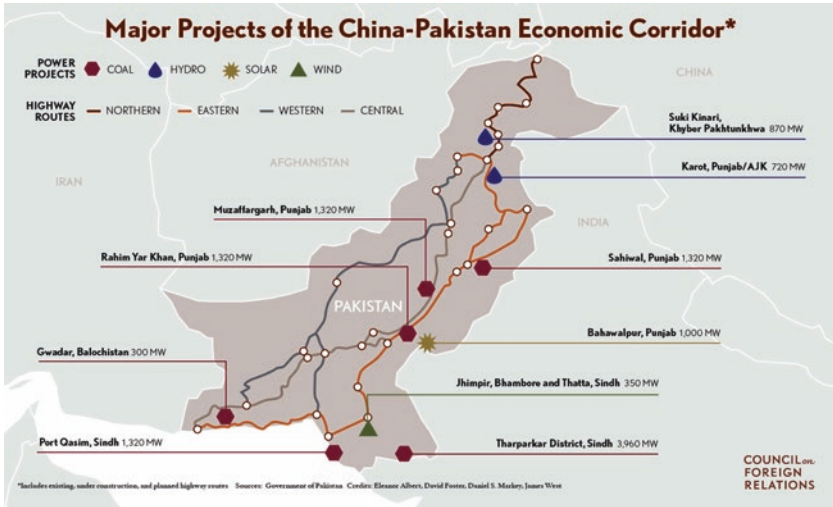 Major Projects of the China-Pakistan Economic Corridor*
POWER PROJECTS
COAL
HYDRO
SOLAR
WIND
HIGHWAY ROUTES
NORTHERN
EASTERN
WESTERN
CENTRAL
CHINA
Suki Kinari,
Khyber Pakhtunkhwa 870 MW
AFGHANISTAN
IRAN
Karot, Punjab/AJK 720 MW
Muzaffargarh, Punjab 1,320 MW
INDIA
Rahim Yar Khan, Punjab 1,320 MW
Sahiwal, Punjab 1,320 MW
PAKISTAN
Bahawalpur, Punjab 1,000 MW
Gwadar, Balochistan 300 MW
Jhimpir, Bhambore and Thatta, Sindh 350 MW
Port Qasim, Sindh 1,320 MW
Tharparkar District, Sindh 3,960 MW
COUNCIL on
FOREIGN
RELATIONS
*Includes existing, under construction, and planned highway routes Sources: Government of Pakistan Credits: Eleanor Albert, David Foster, Daniel S. Markey, James West